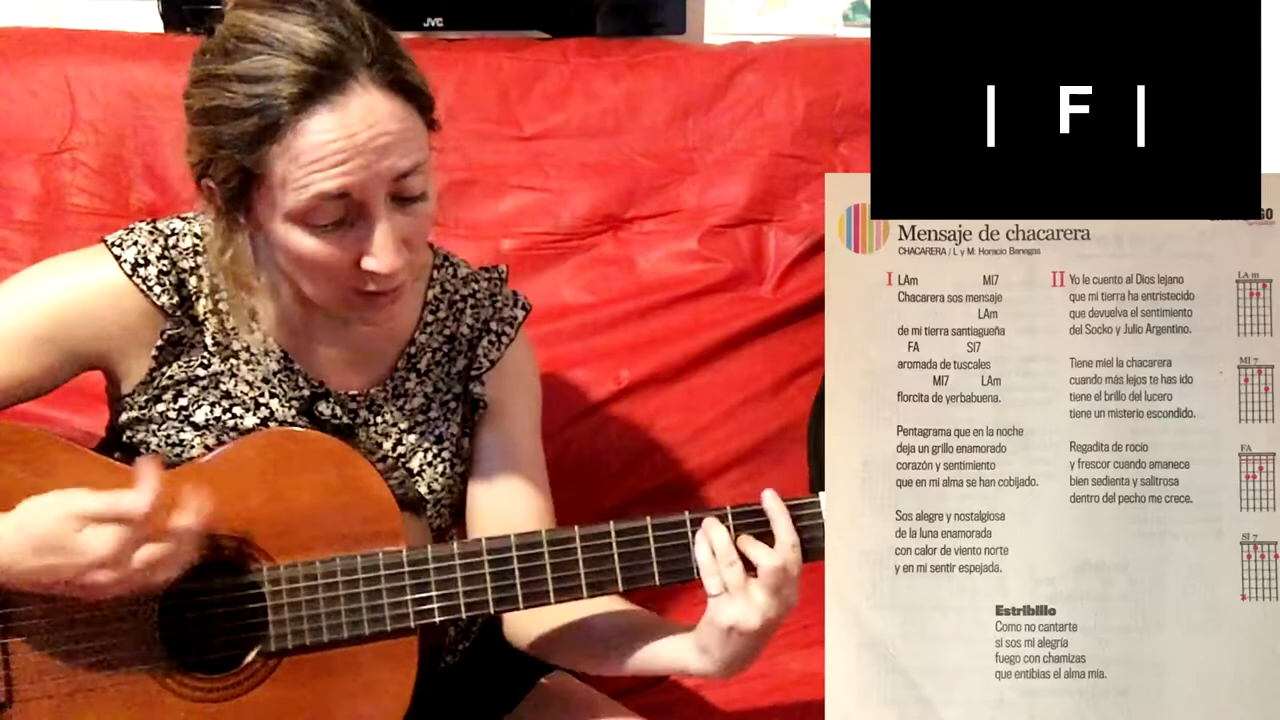 JVC
| F |
GO
Mensaje de chacarera
CHACARERA / L y M: Horacio Banegas
I LAm MI7
Chacarera sos mensaje
LAm
de mi tierra santiagueña
FA SI7
aromada de tuscales
MI7 LAm
florcita de yerbabuena.
Pentagrama que en la noche
deja un grillo enamorado
corazón y sentimiento
que en mi alma se han cobijado.
Sos alegre y nostalgiosa
de la luna enamorada
con calor de viento norte
y en mi sentir espejada.
Estribillo
Como no cantarte
si sos mi alegría
fuego con chamizas
que entibias el alma mía.
II Yo le cuento al Dios lejano
que mi tierra ha entristecido
que devuelva el sentimiento
del Socko y Julio Argentino.
Tiene miel la chacarera
cuando más lejos te has ido
tiene el brillo del lucero
tiene un misterio escondido.
Regadita de rocío
y frescor cuando amanece
bien sedienta y salitrosa
dentro del pecho me crece.
LA m
MI 7
FA
SI 7